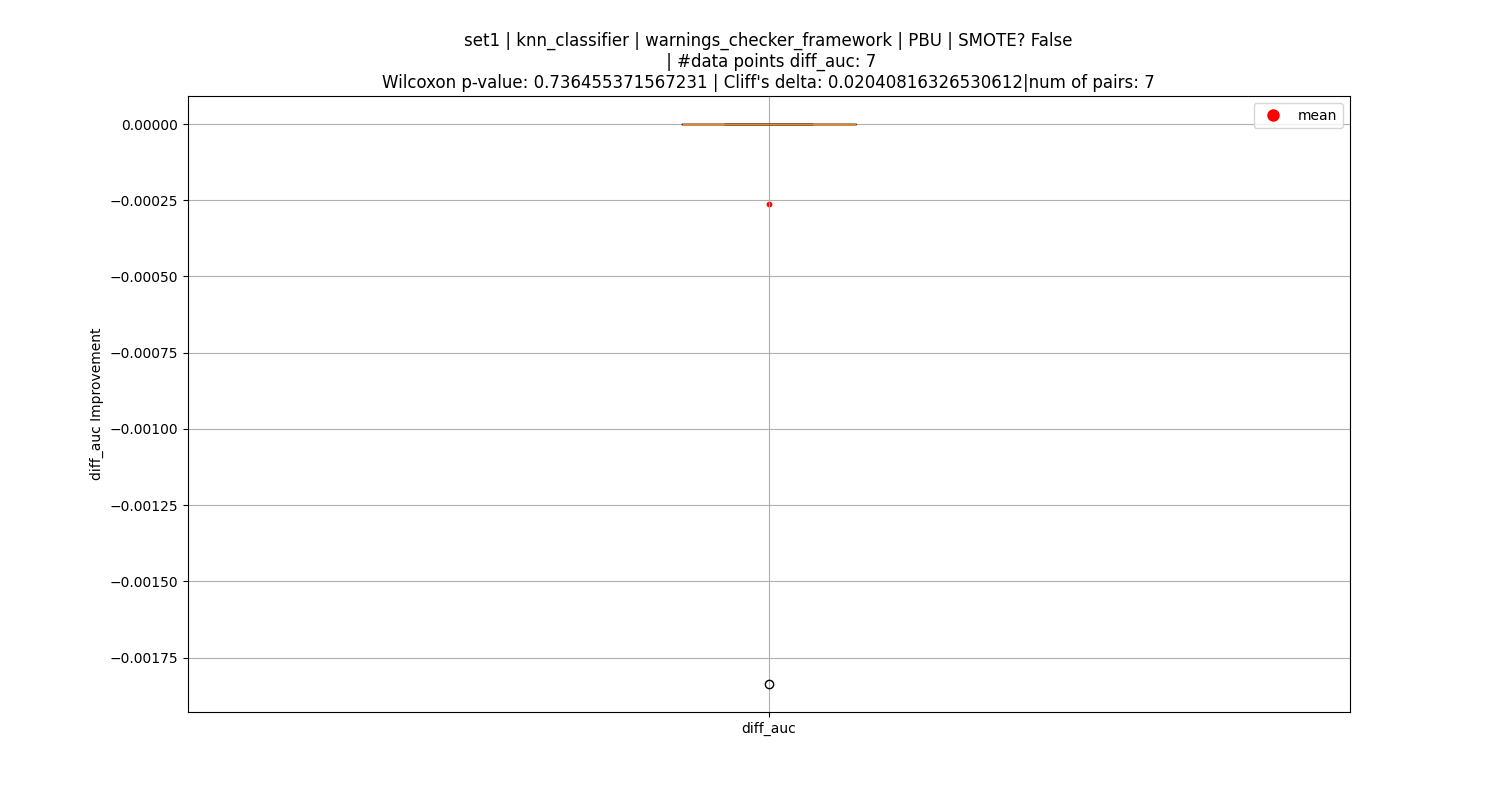 set1 | knn_classifier | warnings_checker_framework | PBU | SMOTE? False
| #data points diff_auc: 7
Wilcoxon p-value: 0.736455371567231 | Cliff's delta: 0.02040816326530612|num of pairs: 7
mean
0.00000
−0.00025
−0.00050
−0.00075
−0.00100
−0.00125
−0.00150
−0.00175
diff_auc Improvement
diff_auc